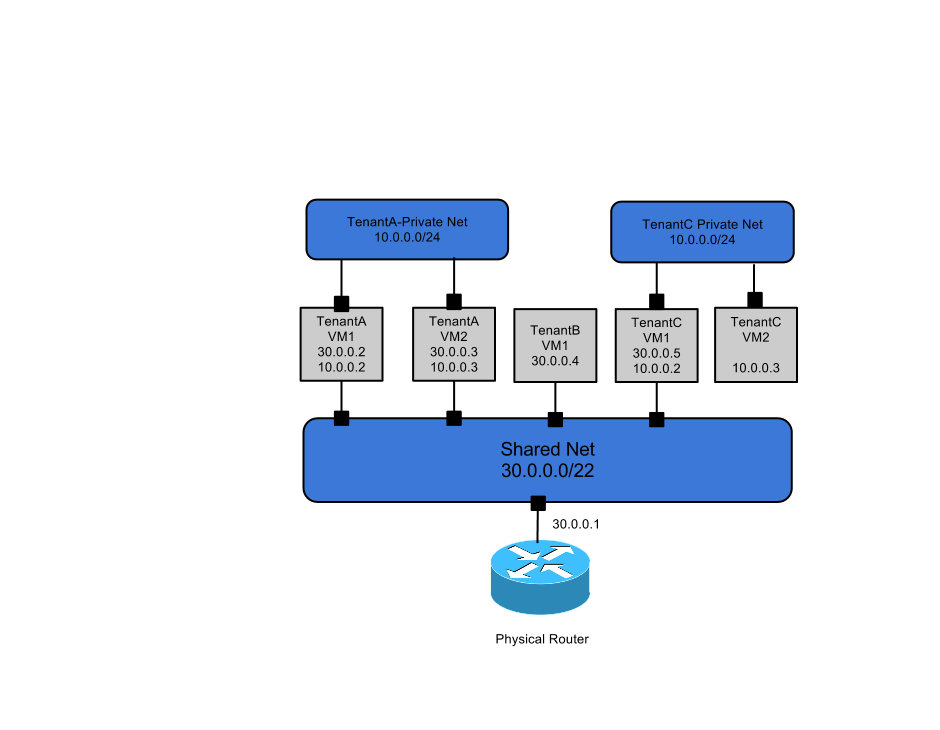 TenantA-Private Net
10.0.0.0/24
TenantC Private Net
10.0.0.0/24
TenantA
VM1
30.0.0.2
10.0.0.2
TenantA
VM2
30.0.0.3
10.0.0.3
TenantB
VM1
30.0.0.4
TenantC
VM1
30.0.0.5
10.0.0.2
TenantC
VM2
10.0.0.3
Shared Net
30.0.0.0/22
30.0.0.1
Physical Router